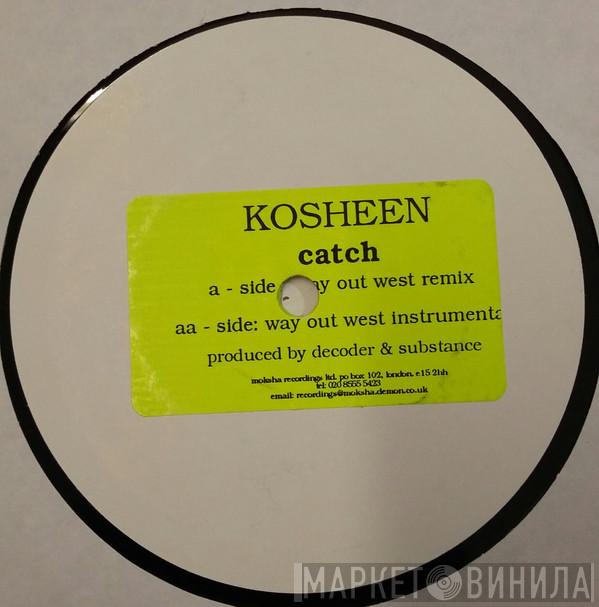 KOSHEEN
catch
a - side way out west remix
aa - side: way out west instrumenta
produced by decoder & substance
moksha recordings ltd. po box 102, london. e15 2hh
tel: 020 8555 5423
email: recordings@moksha.demon.co.uk
МАРКЕТ ВИНИЛА